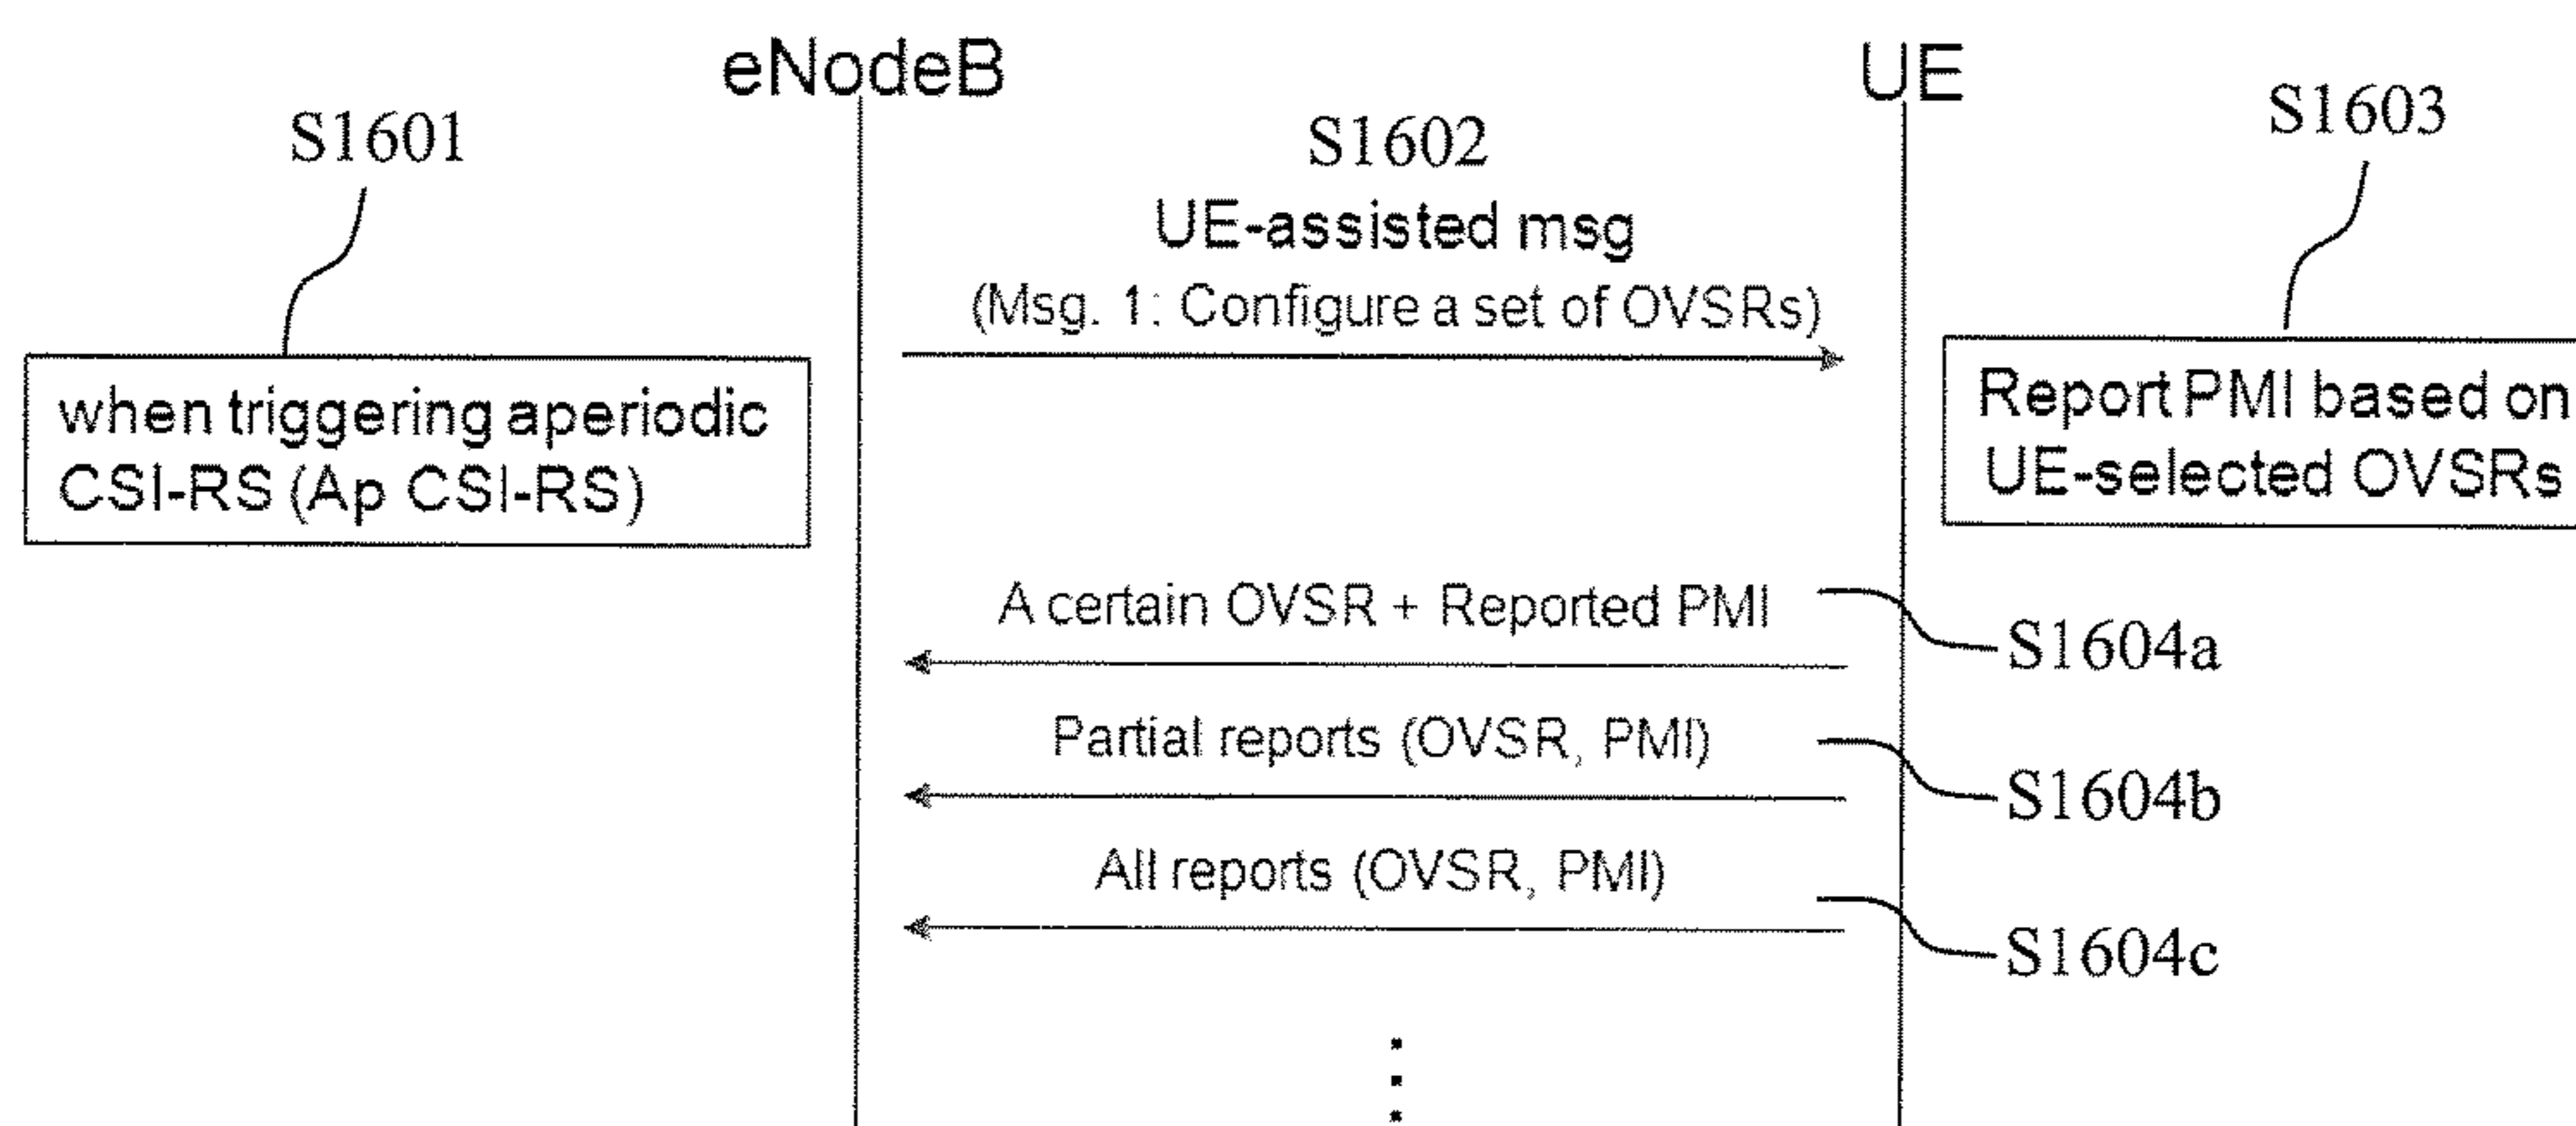 eNodeB
UE
S1601
S1602
S1603
UE-assisted msg
(Msg. 1: Configure a set of OVSRs)
when triggering aperiodic
CSI-RS (Ap CSI-RS)
Report PMI based on
UE-selected OVSRs
A certain OVSR + Reported PMI
S1604a
Partial reports (OVSR, PMI)
S1604b
All reports (OVSR, PMI)
S1604c